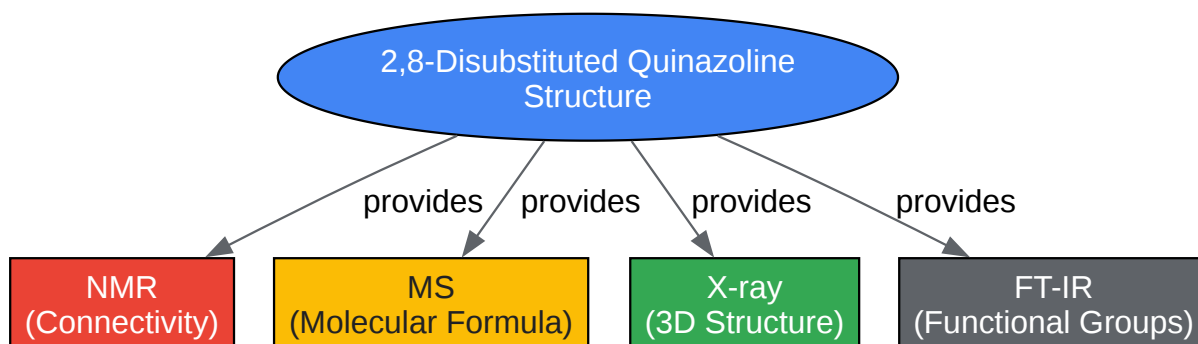 2,8-Disubstituted Quinazoline
Structure
provides
provides
provides
provides
NMR
(Connectivity)
MS
(Molecular Formula)
X-ray
(3D Structure)
FT-IR
(Functional Groups)